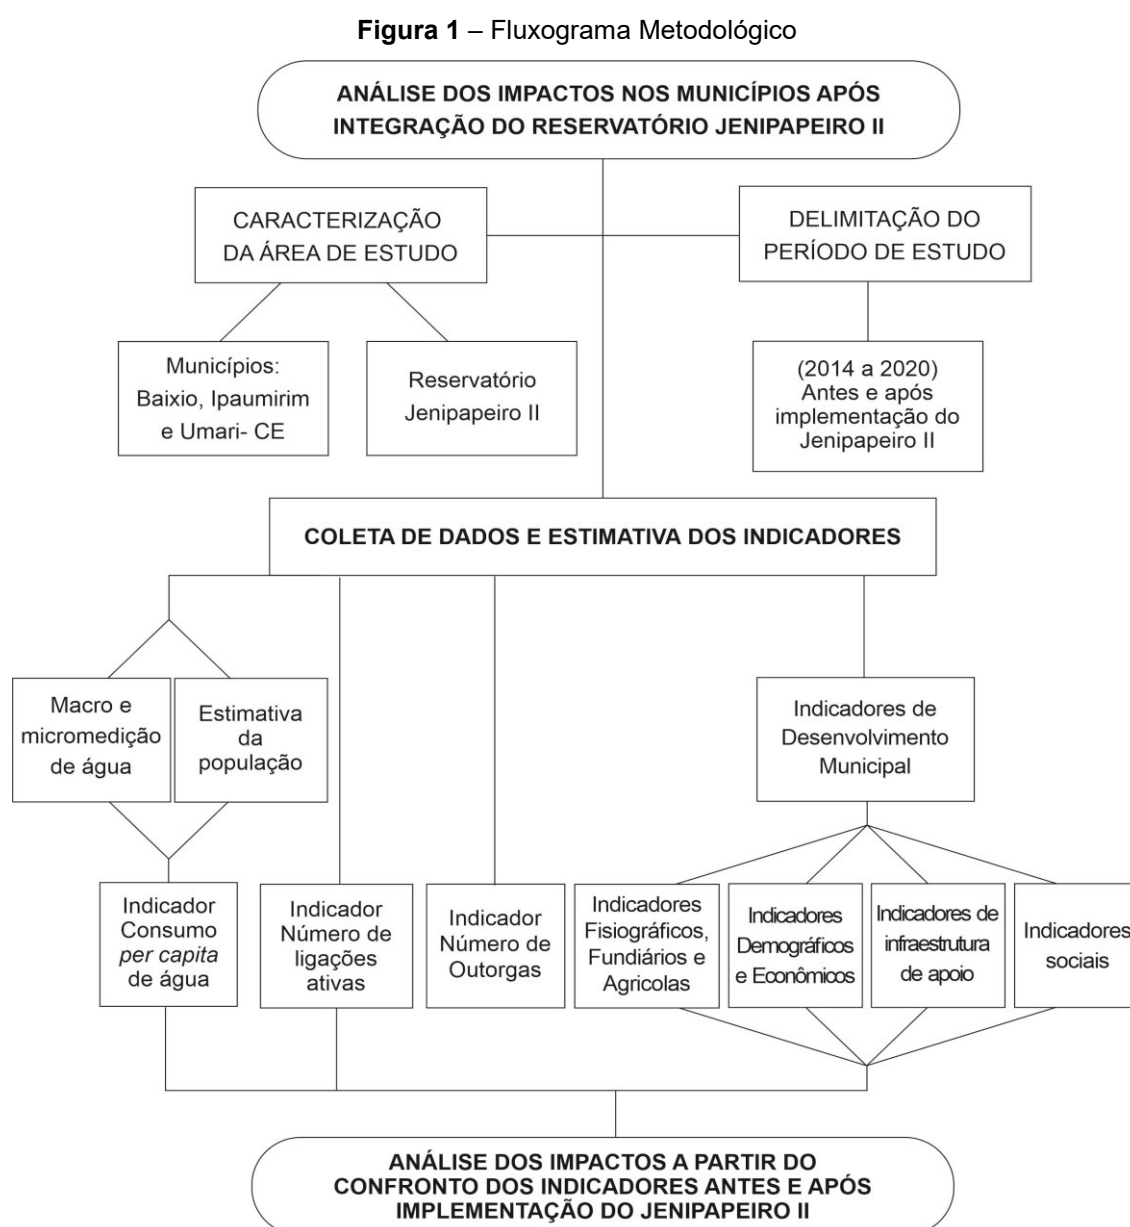 Figura 1 – Fluxograma Metodológico
ANÁLISE DOS IMPACTOS NOS MUNICÍPIOS APÓS
INTEGRAÇÃO DO RESERVATÓRIO JENIPAPEIRO II
CARACTERIZAÇÃO
DA ÁREA DE ESTUDO
DELIMITAÇÃO DO
PERÍODO DE ESTUDO
Municípios:
Baixio, Ipaumirim
e Umari- CE
Reservatório
Jenipapeiro II
(2014 a 2020)
Antes e após
implementação do
Jenipapeiro II
COLETA DE DADOS E ESTIMATIVA DOS INDICADORES
Macro e
micromedição
de água
Estimativa
da
população
Indicadores de
Desenvolvimento
Municipal
Indicador
Consumo
per capita
de água
Indicador
Número de
ligações
ativas
Indicador
Número de
Outorgas
Indicadores
Fisiográficos,
Fundiários e
Agricolas
Indicadores
Demográficos
e Econômicos
Indicadores de
infraestrutura
de apoio
Indicadores
sociais
ANÁLISE DOS IMPACTOS A PARTIR DO
CONFRONTO DOS INDICADORES ANTES E APÓS
IMPLEMENTAÇÃO DO JENIPAPEIRO II